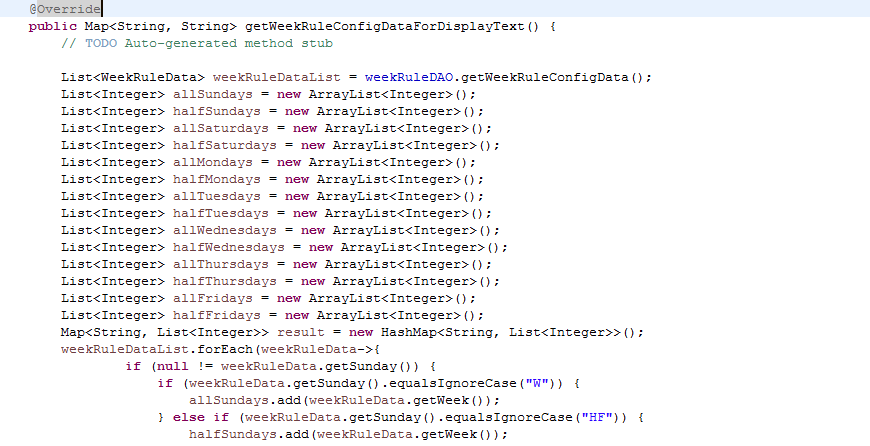 @Override
public Map<String, String> getWeekRuleConfigDataForDisplayText() {
// TODO Auto-generated method stub
List<WeekRuleData> weekRuleDataList = weekRuleDAO.getWeekRuleConfigData();
List<Integer> allSundays = new ArrayList<Integer>();
List<Integer> halfSundays = new ArrayList<Integer>();
List<Integer> allSaturdays = new ArrayList<Integer>();
List<Integer> halfSaturdays = new ArrayList<Integer>();
List<Integer> allMondays = new ArrayList<Integer>();
List<Integer> halfMondays = new ArrayList<Integer>();
List<Integer> allTuesdays = new ArrayList<Integer>();
List<Integer> halfTuesdays = new ArrayList<Integer>();
List<Integer> allWednesdays = new ArrayList<Integer>();
List<Integer> halfWednesdays = new ArrayList<Integer>();
List<Integer> allThursdays = new ArrayList<Integer>();
List<Integer> halfThursdays = new ArrayList<Integer>();
List<Integer> allFridays = new ArrayList<Integer>();
List<Integer> halfFridays = new ArrayList<Integer>();
Map<String, List<Integer>> result = new HashMap<String, List<Integer>>();
weekRuleDataList.forEach(weekRuleData->{
if (null != weekRuleData.getSunday()) {
if (weekRuleData.getSunday().equalsIgnoreCase("W")) {
allSundays.add(weekRuleData.getWeek());
} else if (weekRuleData.getSunday().equalsIgnoreCase("HF")) {
halfSundays.add(weekRuleData.getWeek());